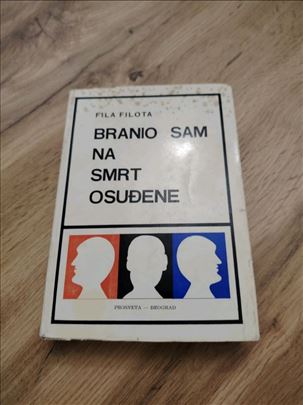 FILA FILOTA
BRANIO SAM
NA
SMRT
OSUĐENE
PROSVETA — BEOGRAD